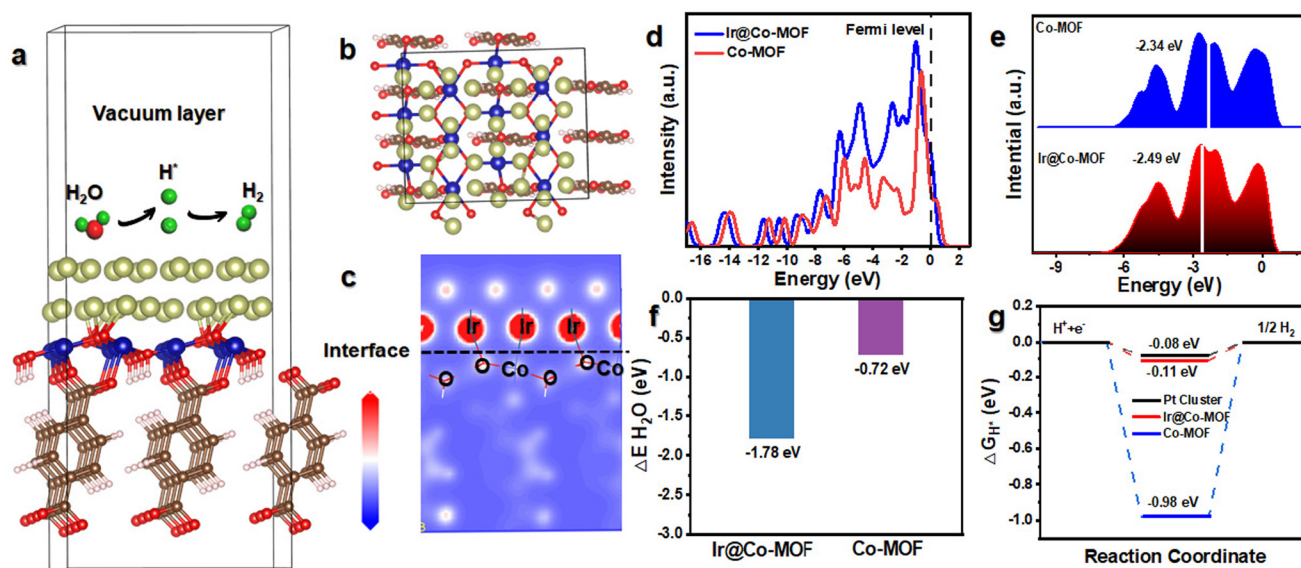 a
Vacuum layer
H₂O
H*
H₂
Interface
b
c
Ir
Ir
Ir
O
O
Co
O
Co
d
Ir@Co-MOF
Co-MOF
Fermi level
Intensity (a.u.)
-16 -14 -12 -10 -8 -6 -4 -2 0 2
Energy (eV)
e
Co-MOF
-2.34 eV
Ir@Co-MOF
-2.49 eV
Intential (a.u.)
-9 -6 -3 0
Energy (eV)
f
△E H₂O (eV)
0.0
-0.5
-1.0
-1.5
-2.0
-2.5
-3.0
-1.78 eV
-0.72 eV
Ir@Co-MOF Co-MOF
g
△G_H* (eV)
0.2
0.0
-0.2
-0.4
-0.6
-0.8
-1.0
H⁺+e⁻
1/2 H₂
-0.08 eV
-0.11 eV
Pt Cluster
Ir@Co-MOF
Co-MOF
-0.98 eV
Reaction Coordinate